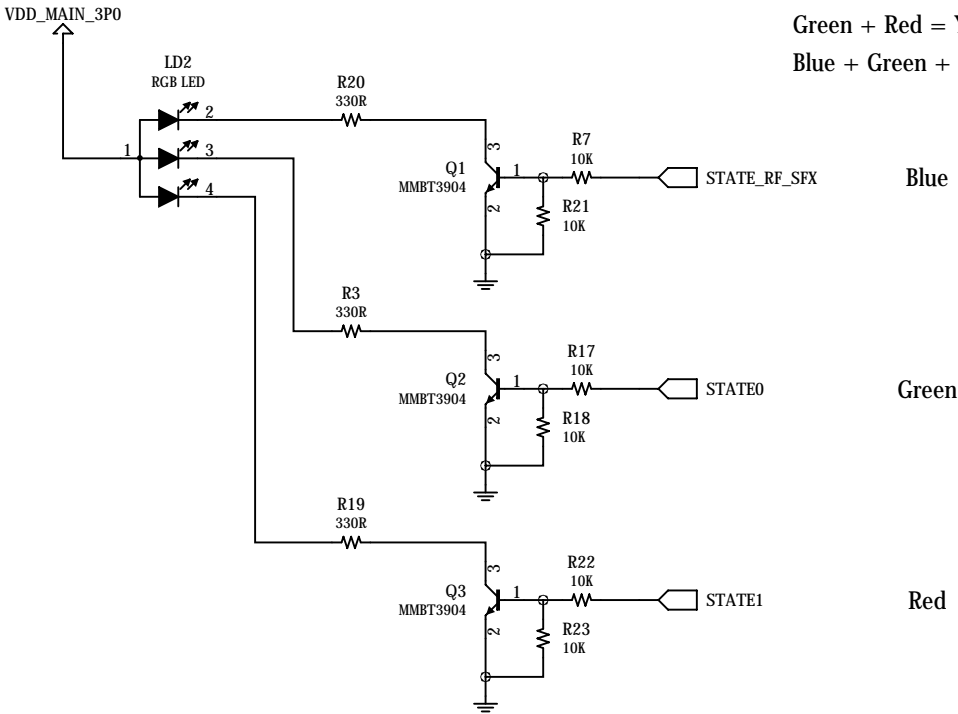 VDD_MAIN_3P0
Green + Red =
Blue + Green +
LD2
RGB LED
R20
330R
2
1
3
4
3
Q1
MMBT3904
1
2
R7
10K
STATE_RF_SFX
Blue
R21
10K
R3
330R
3
Q2
MMBT3904
1
2
R17
10K
STATE0
Green
R18
10K
R19
330R
3
Q3
MMBT3904
1
2
R22
10K
STATE1
Red
R23
10K